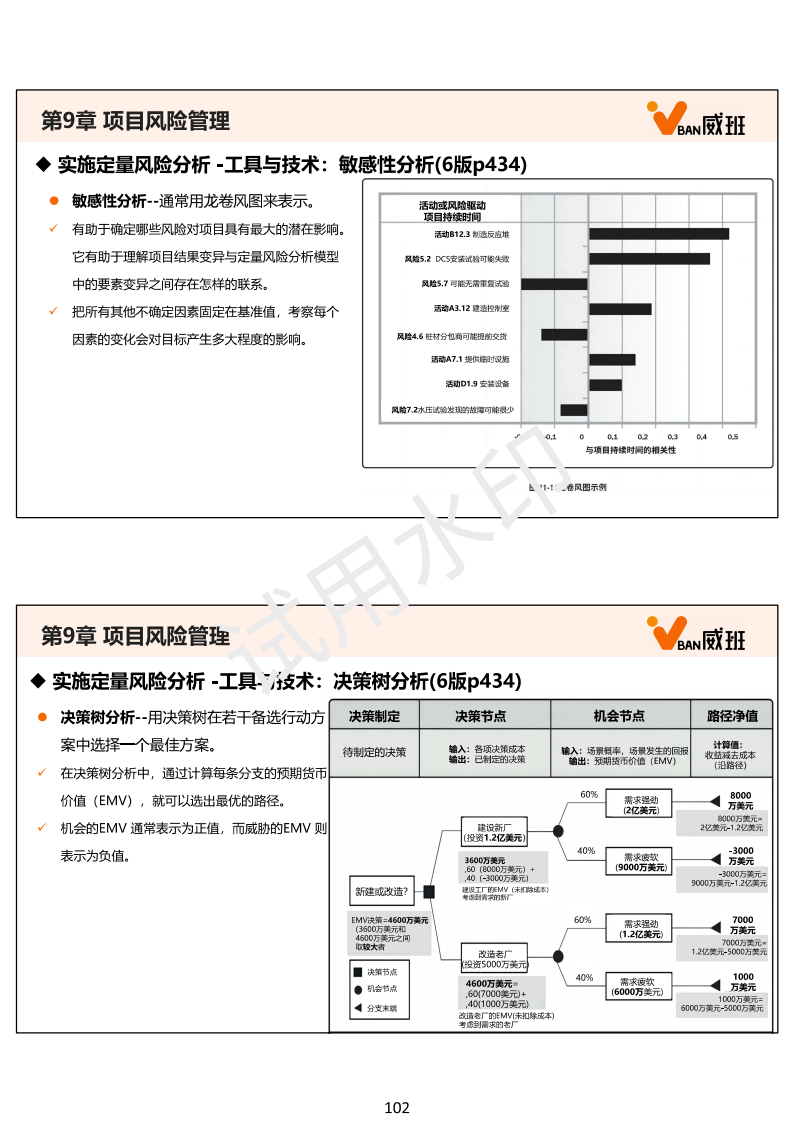 第9章 项目风险管理
VBAN威班
◆ 实施定量风险分析 -工具与技术：敏感性分析(6版p434)
● 敏感性分析--通常用龙卷风图来表示。
✓ 有助于确定哪些风险对项目具有最大的潜在影响。
它有助于理解项目结果变异与定量风险分析模型
中的要素变异之间存在怎样的联系。
✓ 把所有其他不确定因素固定在基准值，考察每个
因素的变化会对目标产生多大程度的影响。
活动或风险驱动
项目持续时间
活动B12.3 制造反应堆
风险5.2 DCS安装试验可能失败
风险5.7 可能无需重复试验
活动A3.12 建造控制室
风险4.6 桩材分包商可能提前交货
活动A7.1 提供临时设施
活动D1.9 安装设备
风险7.2水压试验发现的故障可能很少
-0.1 0 0.1 0.2 0.3 0.4 0.5
与项目持续时间的相关性
卷风图示例
试用水印
第9章 项目风险管理
VBAN威班
◆ 实施定量风险分析 -工具与技术：决策树分析(6版p434)
● 决策树分析--用决策树在若干备选行动方
案中选择一个最佳方案。
✓ 在决策树分析中，通过计算每条分支的预期货币
价值（EMV），就可以选出最优的路径。
✓ 机会的EMV 通常表示为正值，而威胁的EMV 则
表示为负值。
决策制定 决策节点 机会节点 路径净值
待制定的决策
输入：各项决策成本
输出：已制定的决策
输入：场景概率，场景发生的回报
输出：预期货币价值（EMV）
计算值：
收益减去成本
（沿路径）
新建或改造？
EMV决策=4600万美元
（3600万美元和
4600万美元之间
取较大者
决策节点
机会节点
分支末端
建设新厂
(投资1.2亿美元)
3600万美元
,60（8000万美元）+
,40（-3000万美元）
建设工厂的EMV（未扣除成本）
考虑到需求的新厂
60%
需求强劲
(2亿美元)
8000
万美元
8000万美元=
2亿美元-1.2亿美元
40%
需求疲软
(9000万美元)
-3000
万美元
-3000万美元=
9000万美元-1.2亿美元
改造老厂
(投资5000万美元)
4600万美元=
,60(7000美元)+
,40(1000万美元)
改造老厂的EMV(未扣除成本)
考虑到需求的老厂
60%
需求强劲
(1.2亿美元)
7000
万美元
7000万美元=
1.2亿美元-5000万美元
40%
需求疲软
(6000万美元)
1000
万美元
1000万美元=
6000万美元-5000万美元
102